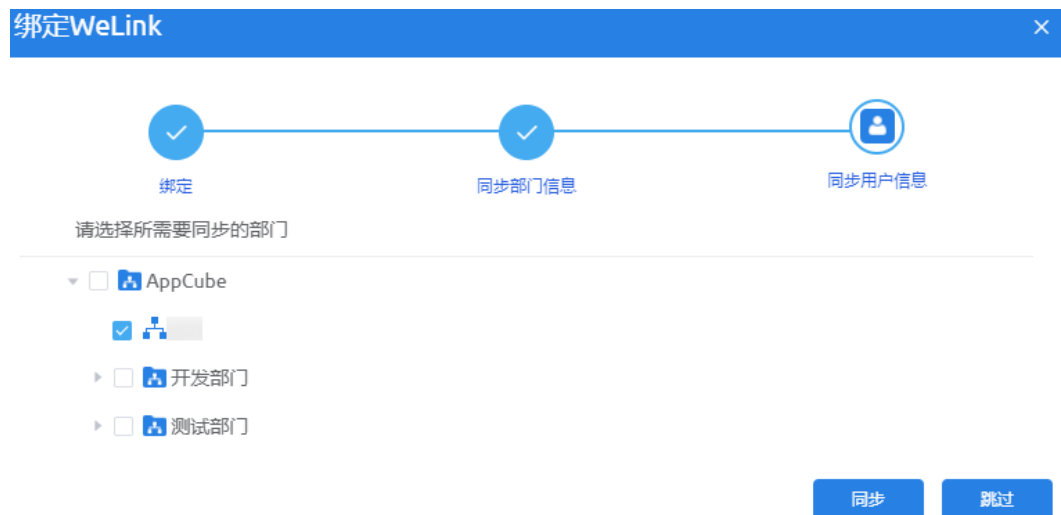 绑定WeLink
绑定
同步部门信息
同步用户信息
请选择所需要同步的部门
AppCube
开发部门
测试部门
同步
跳过